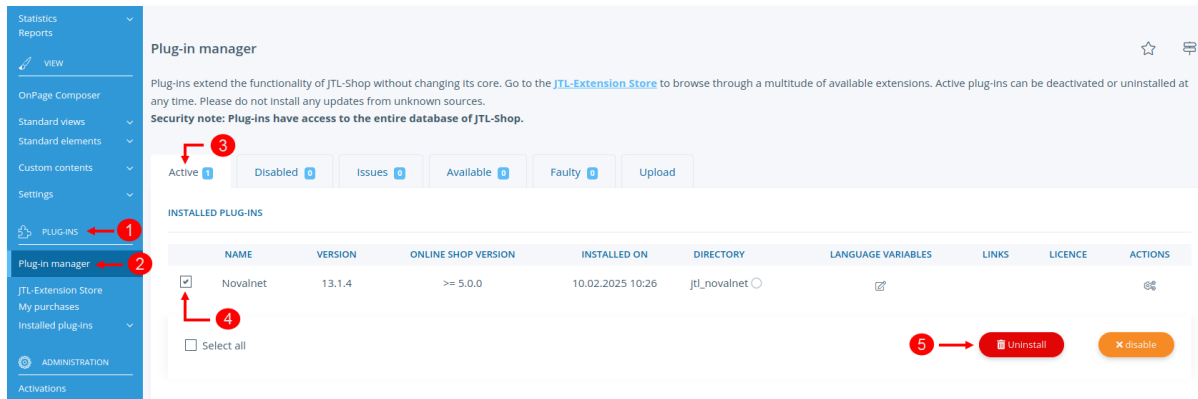 Statistics
Reports
VIEW
OnPage Composer
Standard views
Standard elements
Custom contents
Settings
PLUG-INS
1
Plug-in manager
2
JTL-Extension Store
My purchases
Installed plug-ins
ADMINISTRATION
Activations
Plug-in manager
Plug-ins extend the functionality of JTL-Shop without changing its core. Go to the JTL-Extension Store to browse through a multitude of available extensions. Active plug-ins can be deactivated or uninstalled at
any time. Please do not install any updates from unknown sources.
Security note: Plug-ins have access to the entire database of JTL-Shop.
3
Active 1 Disabled 0 Issues 0 Available 0 Faulty 0 Upload
INSTALLED PLUG-INS
NAME VERSION ONLINE SHOP VERSION INSTALLED ON DIRECTORY LANGUAGE VARIABLES LINKS LICENCE ACTIONS
Novalnet 13.1.4 >= 5.0.0 10.02.2025 10:26 jtl_novalnet
4
Select all 5 Uninstall disable